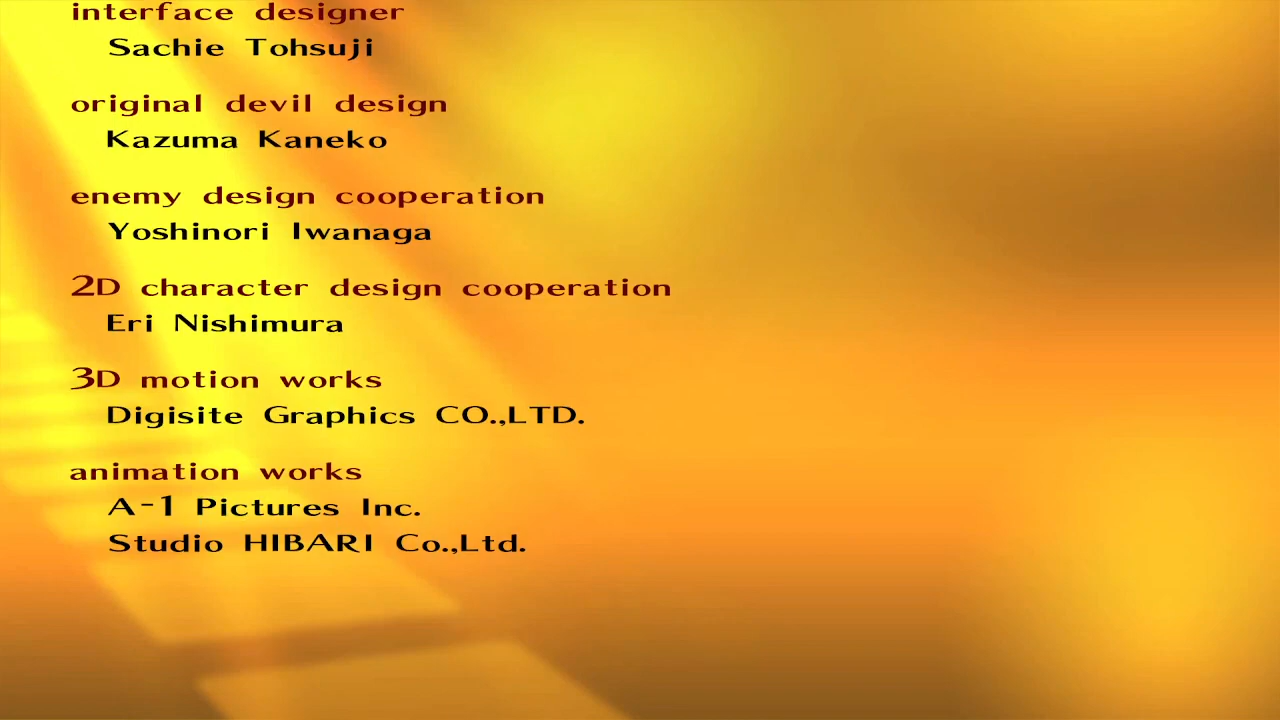 interface designer
Sachie Tohsuji
original devil design
Kazuma Kaneko
enemy design cooperation
Yoshinori Iwanaga
2D character design cooperation
Eri Nishimura
3D motion works
Digisite Graphics CO.,LTD.
animation works
A-1 Pictures Inc.
Studio HIBARI Co.,Ltd.